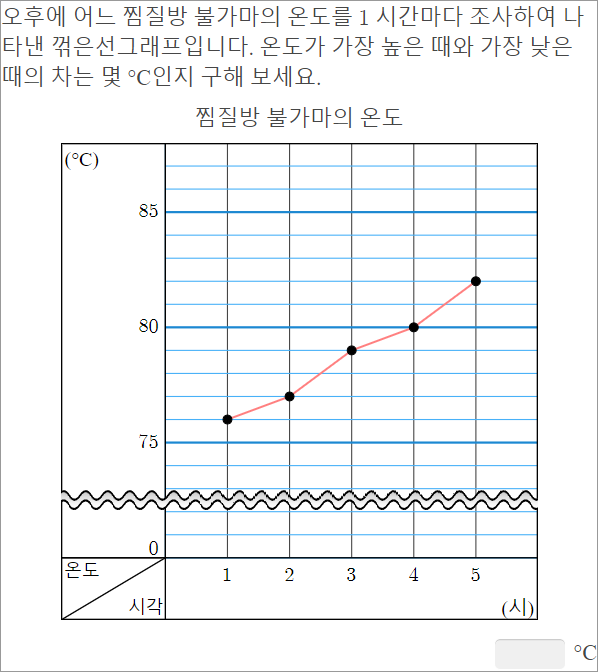 오후에 어느 찜질방 불가마의 온도를 1 시간마다 조사하여 나
타낸 꺾은선그래프입니다. 온도가 가장 높은 때와 가장 낮은
때의 차는 몇 °C인지 구해 보세요.
찜질방 불가마의 온도
(°C)
85
80
75
0
온도
시각
1 2 3 4 5
(시)
°C